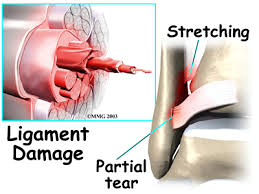 Stretching
©MMG 2003
Ligament
Damage
Partial
tear